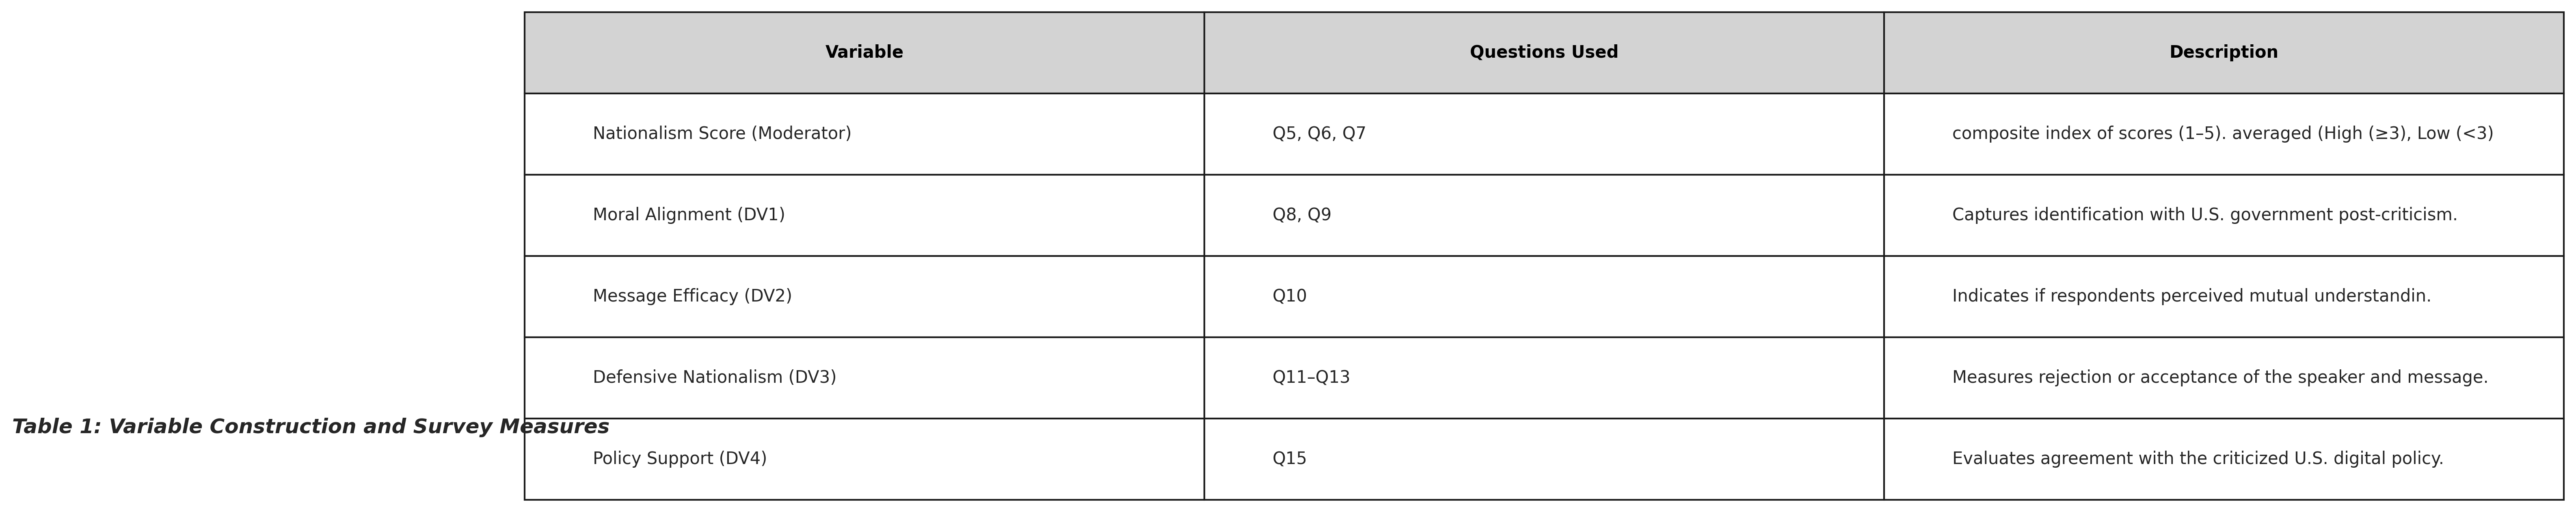 Variable Questions Used Description
Nationalism Score (Moderator) Q5, Q6, Q7 composite index of scores (1–5). averaged (High (≥3), Low (<3)
Moral Alignment (DV1) Q8, Q9 Captures identification with U.S. government post-criticism.
Message Efficacy (DV2) Q10 Indicates if respondents perceived mutual understandin.
Defensive Nationalism (DV3) Q11–Q13 Measures rejection or acceptance of the speaker and message.
Table 1: Variable Construction and Survey Measures
Policy Support (DV4) Q15 Evaluates agreement with the criticized U.S. digital policy.